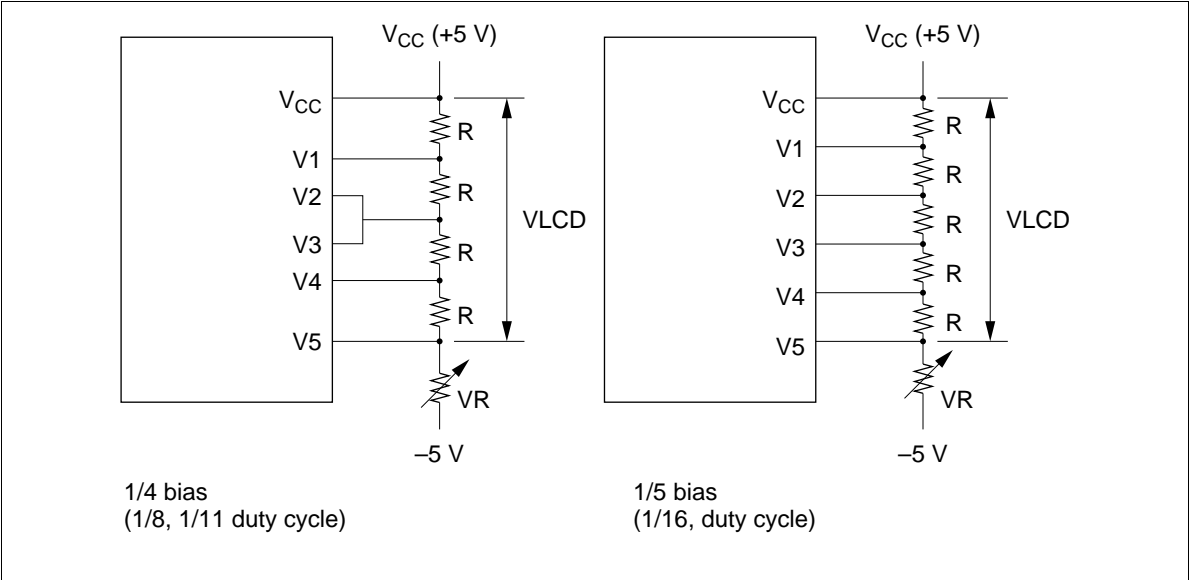 V_CC (+5 V)
V_CC
R
V1
R
V2
VLCD
V3
R
V4
R
V5
VR
–5 V
1/4 bias
(1/8, 1/11 duty cycle)
V_CC (+5 V)
V_CC
R
V1
R
V2
R
VLCD
V3
R
V4
R
V5
VR
–5 V
1/5 bias
(1/16, duty cycle)